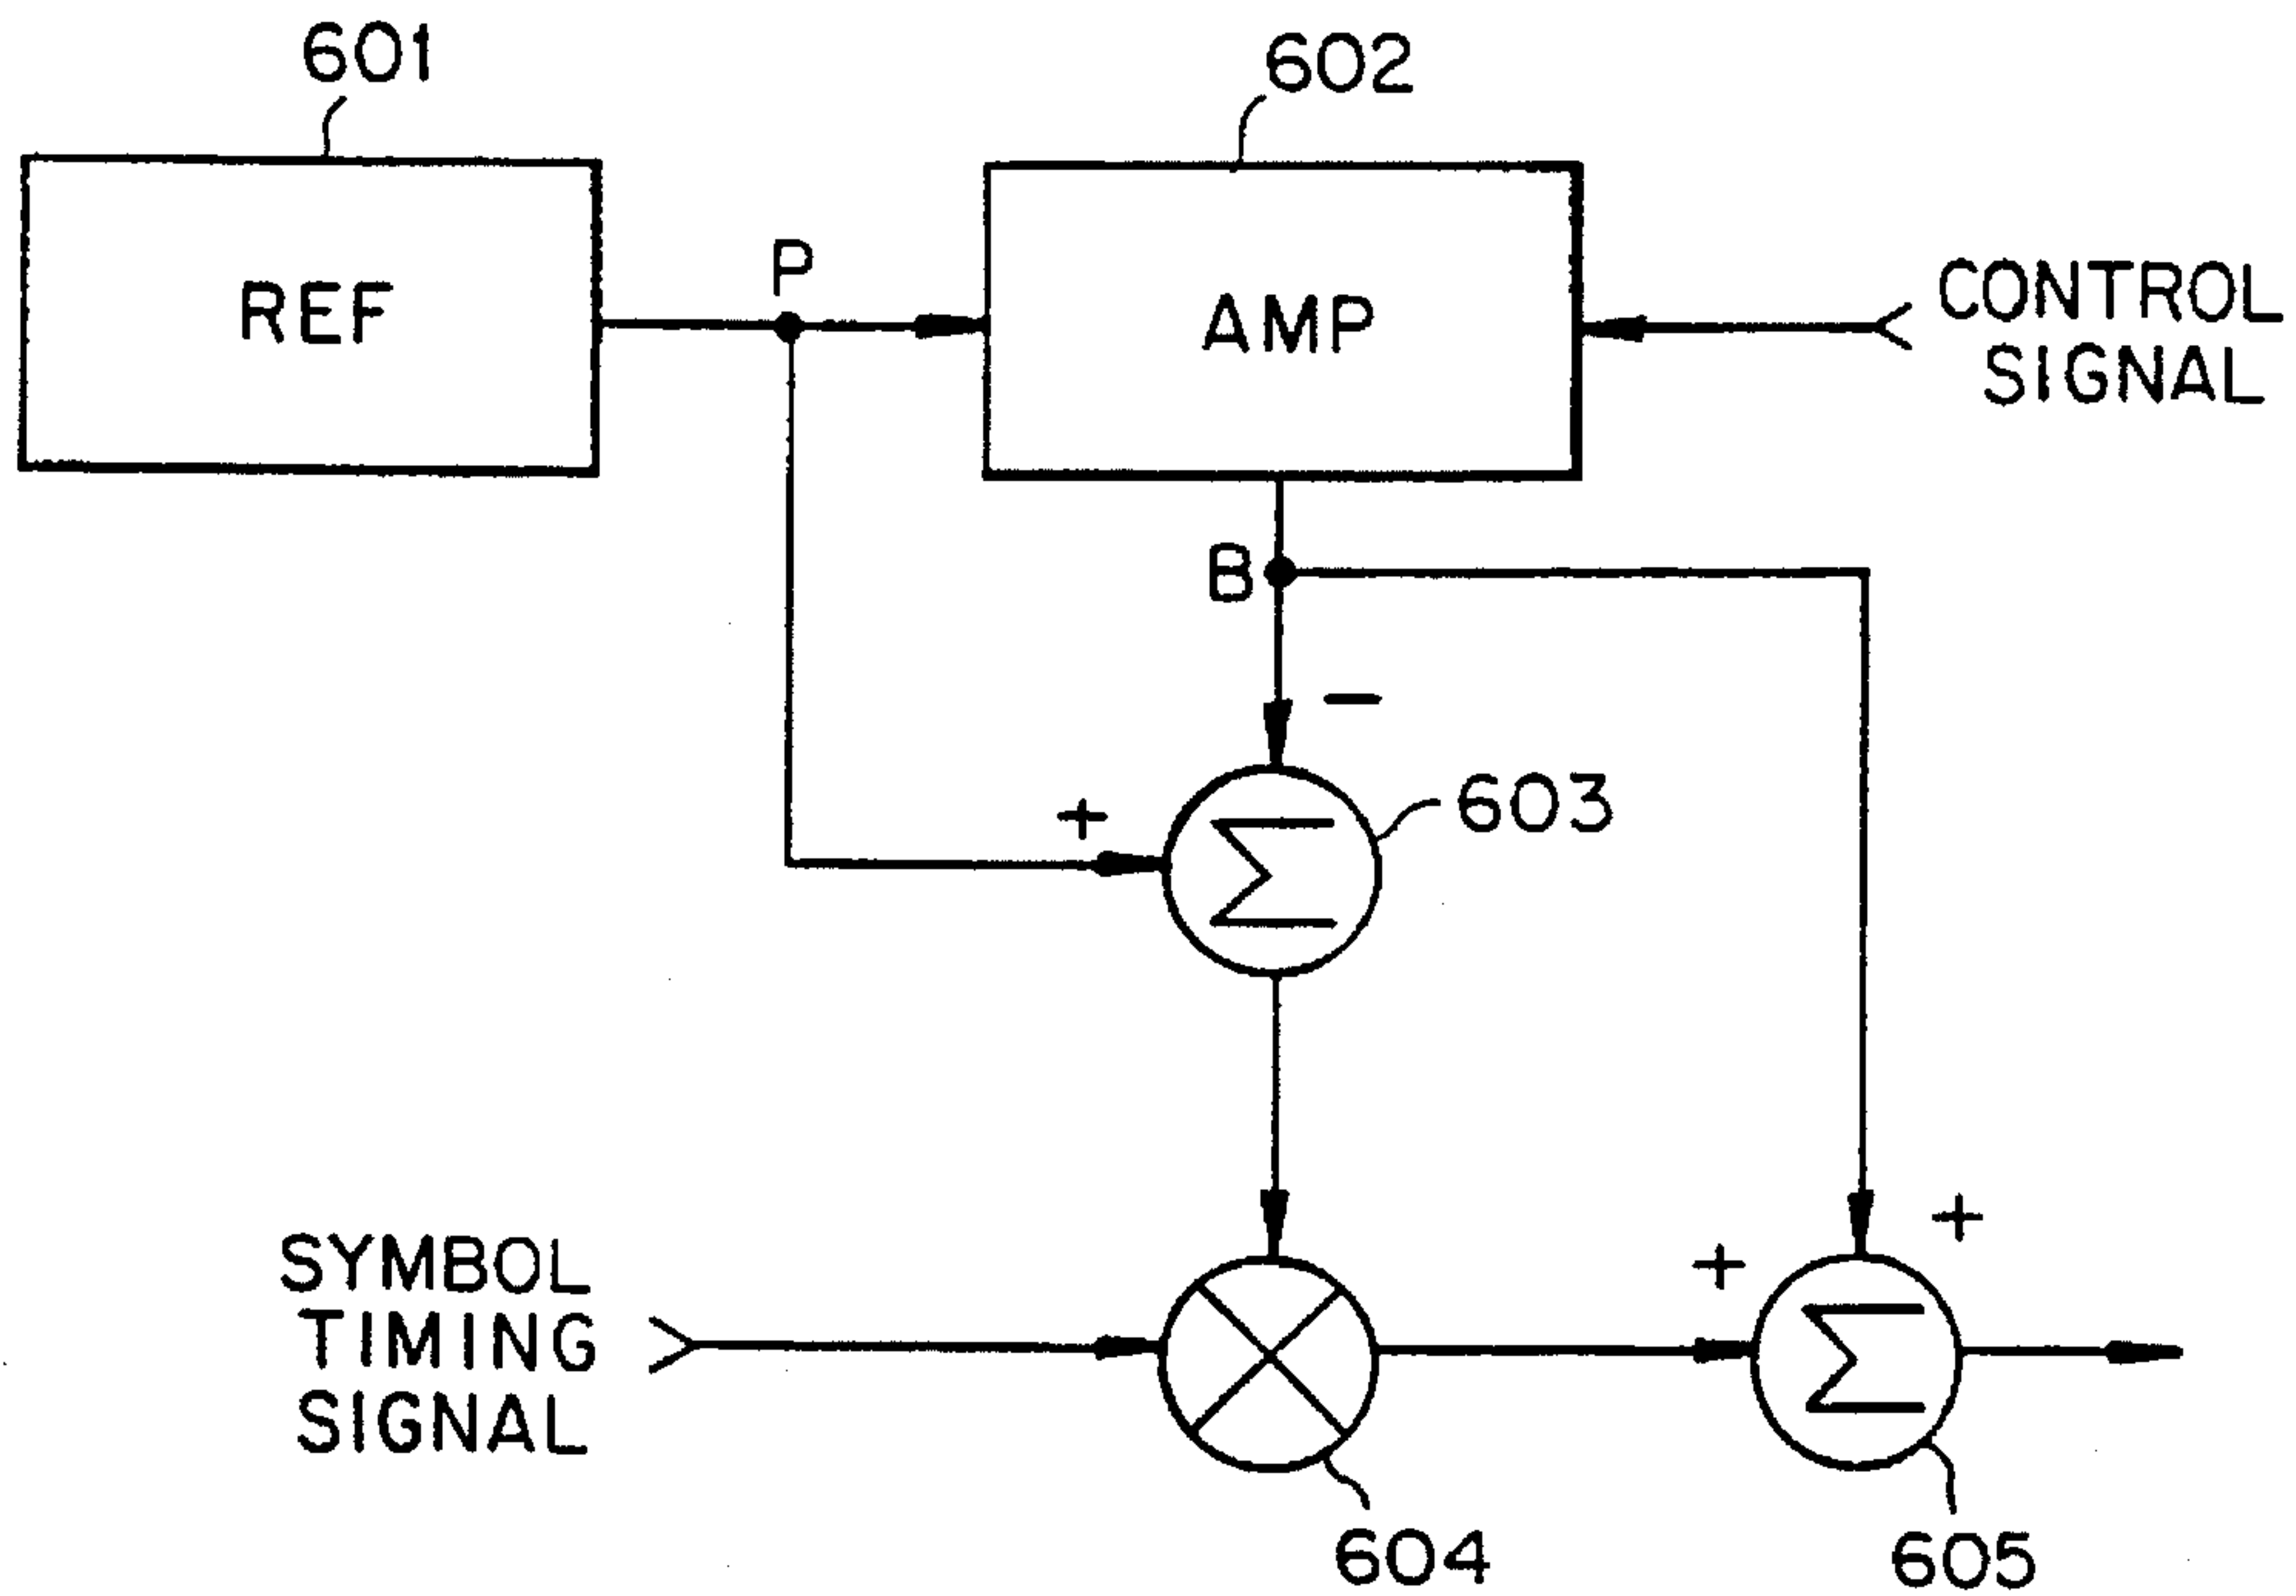 601
602
REF
P
AMP
CONTROL
SIGNAL
B
−
+
603
Σ
SYMBOL
TIMING
SIGNAL
+
+
Σ
604
605